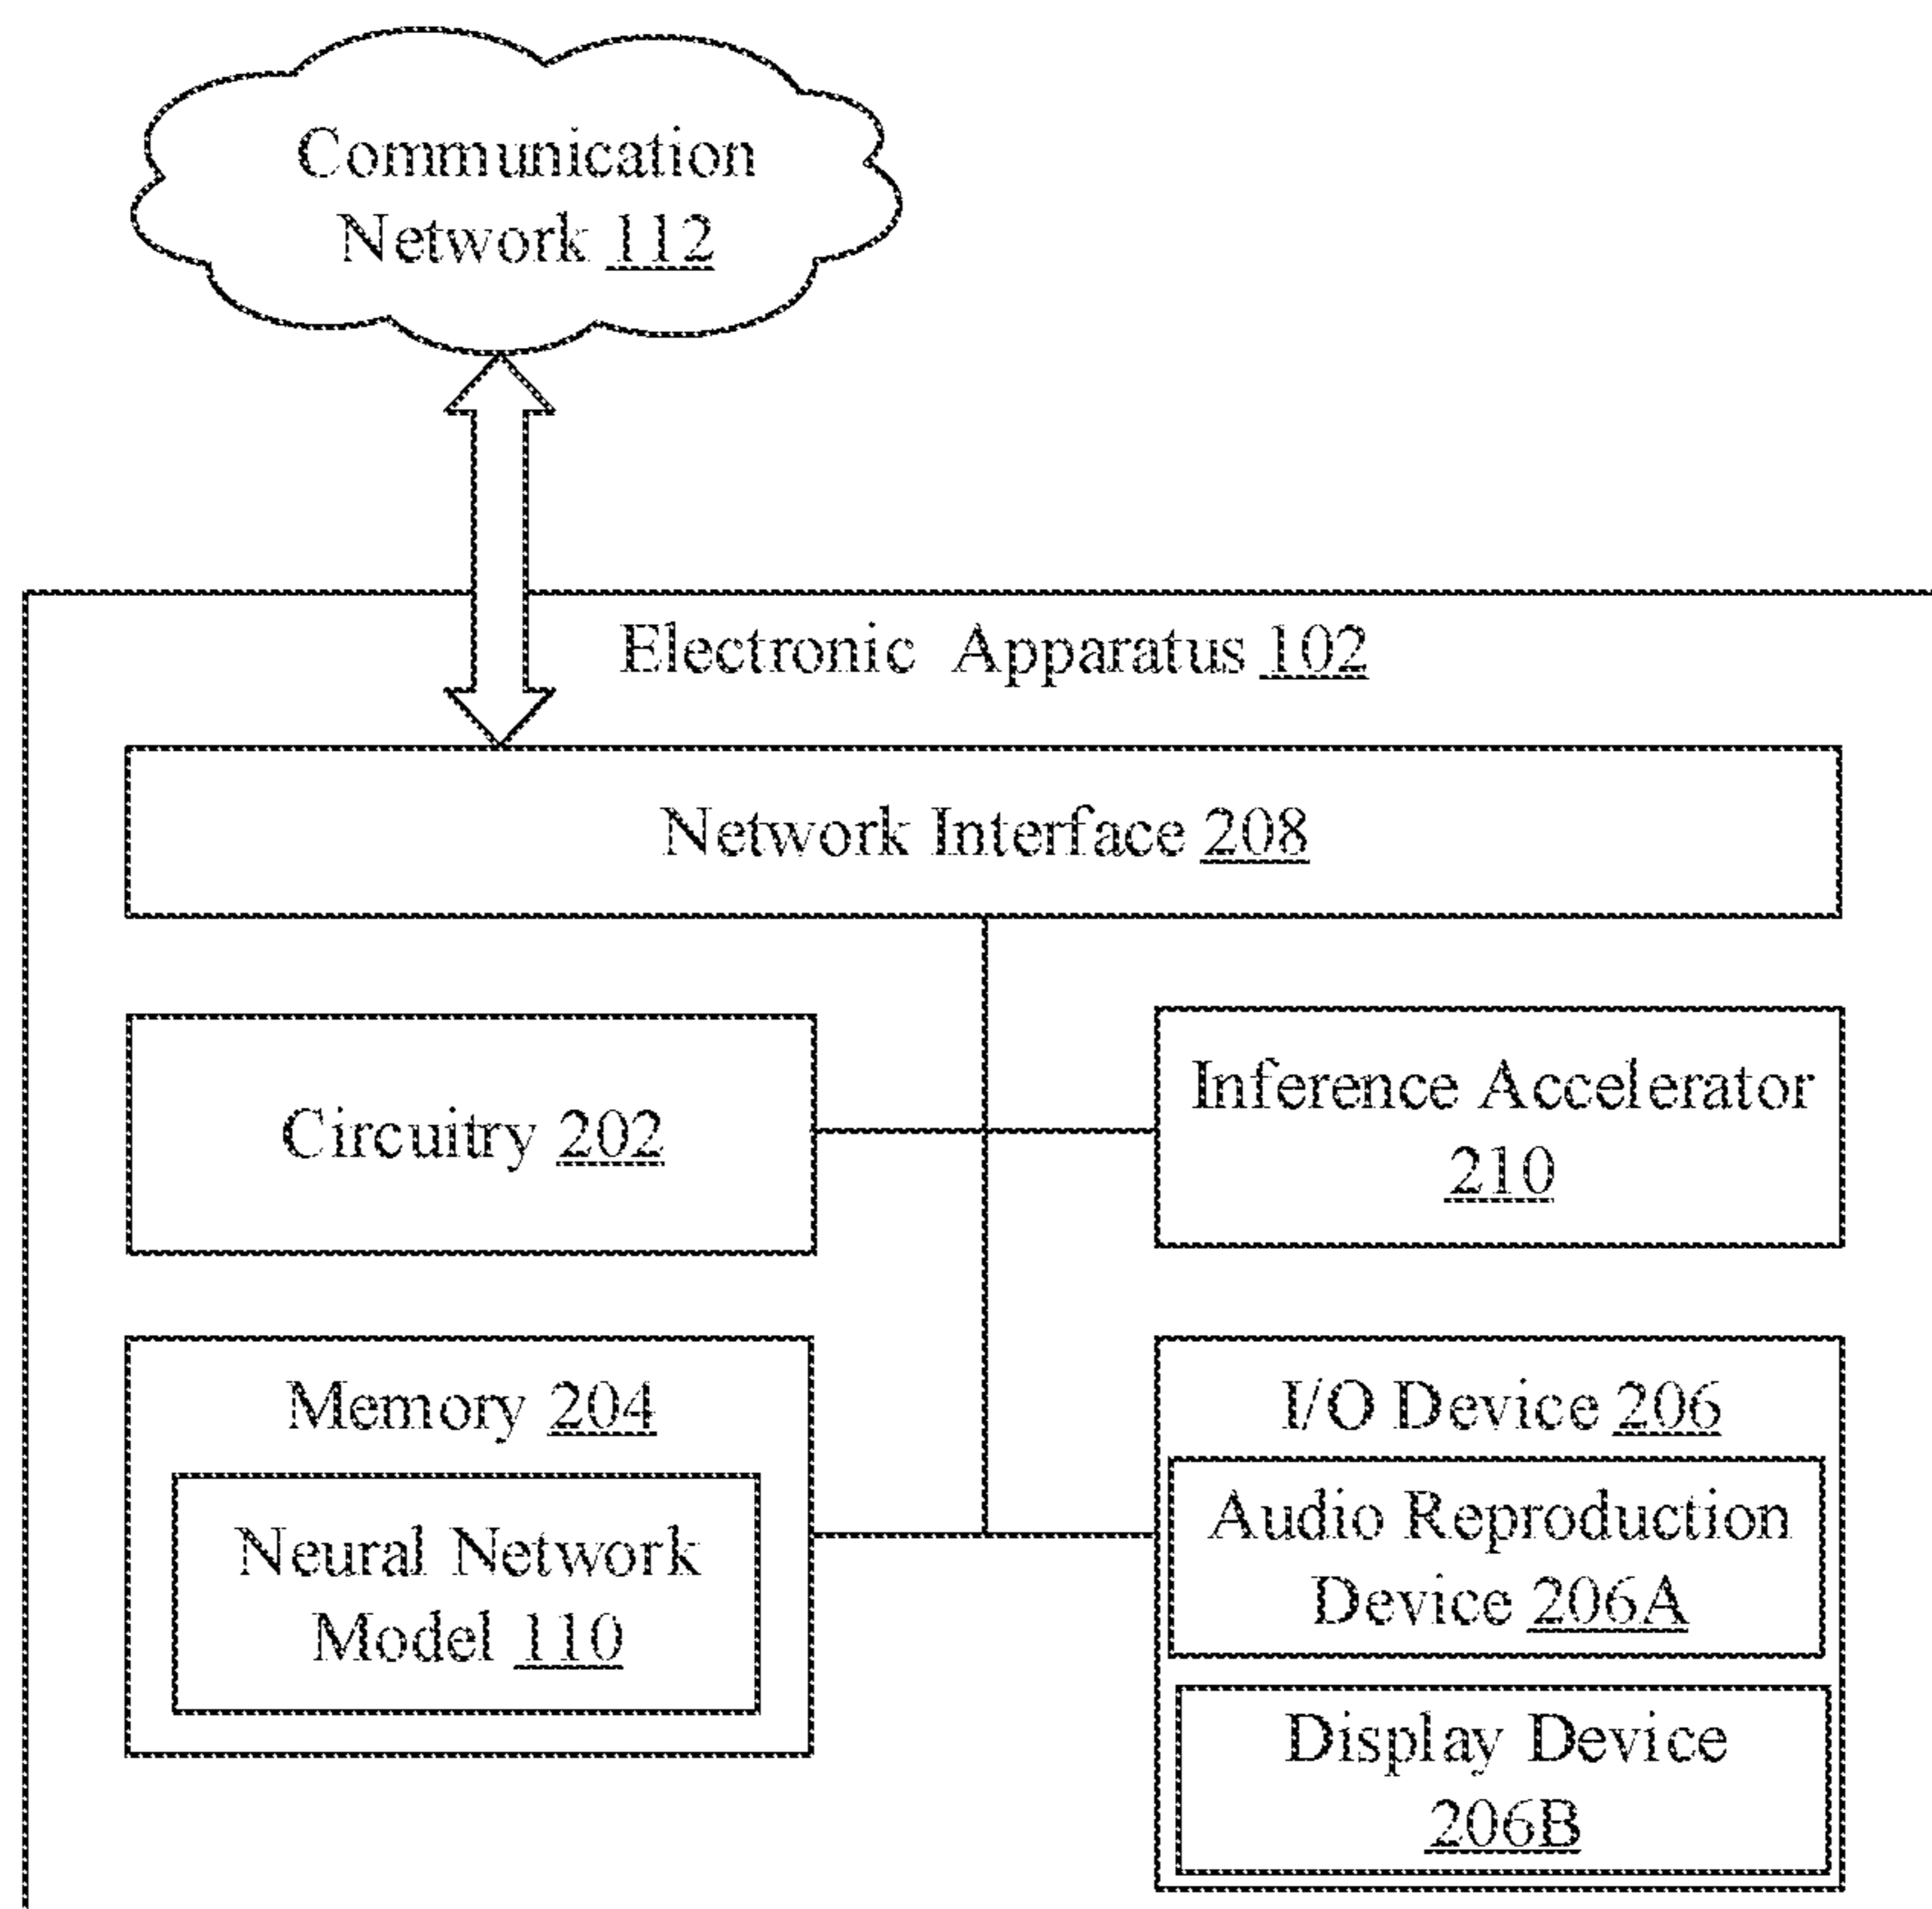 Communication
Network 112
Electronic Apparatus 102
Network Interface 208
Circuitry 202
Inference Accelerator
210
Memory 204
Neural Network
Model 110
I/O Device 206
Audio Reproduction
Device 206A
Display Device
206B